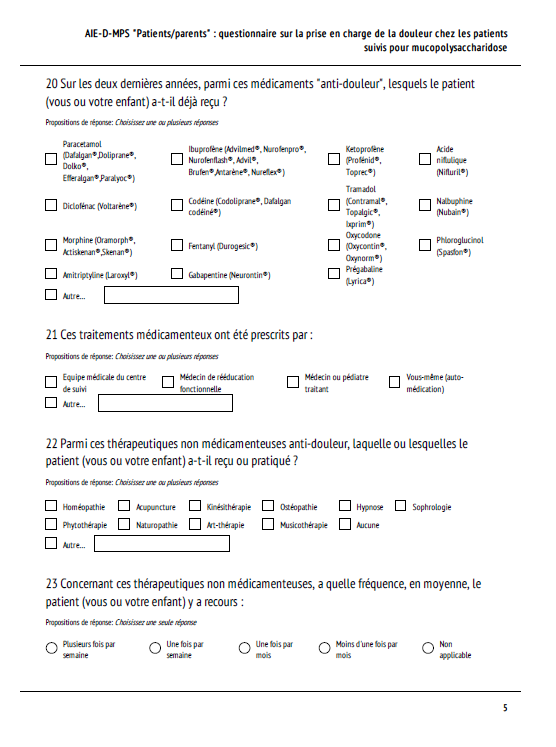 AIE-D-MPS "Patients/parents" : questionnaire sur la prise en charge de la douleur chez les patients
suivis pour mucopolysaccharidose
20 Sur les deux dernières années, parmi ces médicaments "anti-douleur", lesquels le patient
(vous ou votre enfant) a-t-il déjà reçu ?
Propositions de réponse: Choisissez une ou plusieurs réponses
Paracetamol
(Dafalgan®,Doliprane®,
Dolko®,
Efferalgan®,Paralyoc®)
Ibuprofène (Advilmed®, Nurofenpro®,
Nurofenflash®, Advil®,
Brufen®,Antarène®, Nureflex®)
Ketoprofène
(Profénid®,
Toprec®)
Acide
niflulique
(Nifluril®)
Diclofénac (Voltarène®)
Codéine (Codoliprane®, Dafalgan
codéiné®)
Tramadol
(Contramal®,
Topalgic®,
Ixprim®)
Nalbuphine
(Nubain®)
Morphine (Oramorph®,
Actiskenan®,Skenan®)
Fentanyl (Durogesic®)
Oxycodone
(Oxycontin®,
Oxynorm®)
Phloroglucinol
(Spasfon®)
Amitriptyline (Laroxyl®)
Gabapentine (Neurontin®)
Prégabaline
(Lyrica®)
Autre...
21 Ces traitements médicamenteux ont été prescrits par :
Propositions de réponse: Choisissez une ou plusieurs réponses
Equipe médicale du centre
de suivi
Médecin de rééducation
fonctionnelle
Médecin ou pédiatre
traitant
Vous-même (auto-
médication)
Autre...
22 Parmi ces thérapeutiques non médicamenteuses anti-douleur, laquelle ou lesquelles le
patient (vous ou votre enfant) a-t-il reçu ou pratiqué ?
Propositions de réponse: Choisissez une ou plusieurs réponses
Homéopathie Acupuncture Kinésithérapie Ostéopathie Hypnose Sophrologie
Phytothérapie Naturopathie Art-thérapie Musicothérapie Aucune
Autre...
23 Concernant ces thérapeutiques non médicamenteuses, a quelle fréquence, en moyenne, le
patient (vous ou votre enfant) y a recours :
Propositions de réponse: Choisissez une seule réponse
Plusieurs fois par
semaine
Une fois par
semaine
Une fois par
mois
Moins d'une fois par
mois
Non
applicable
5